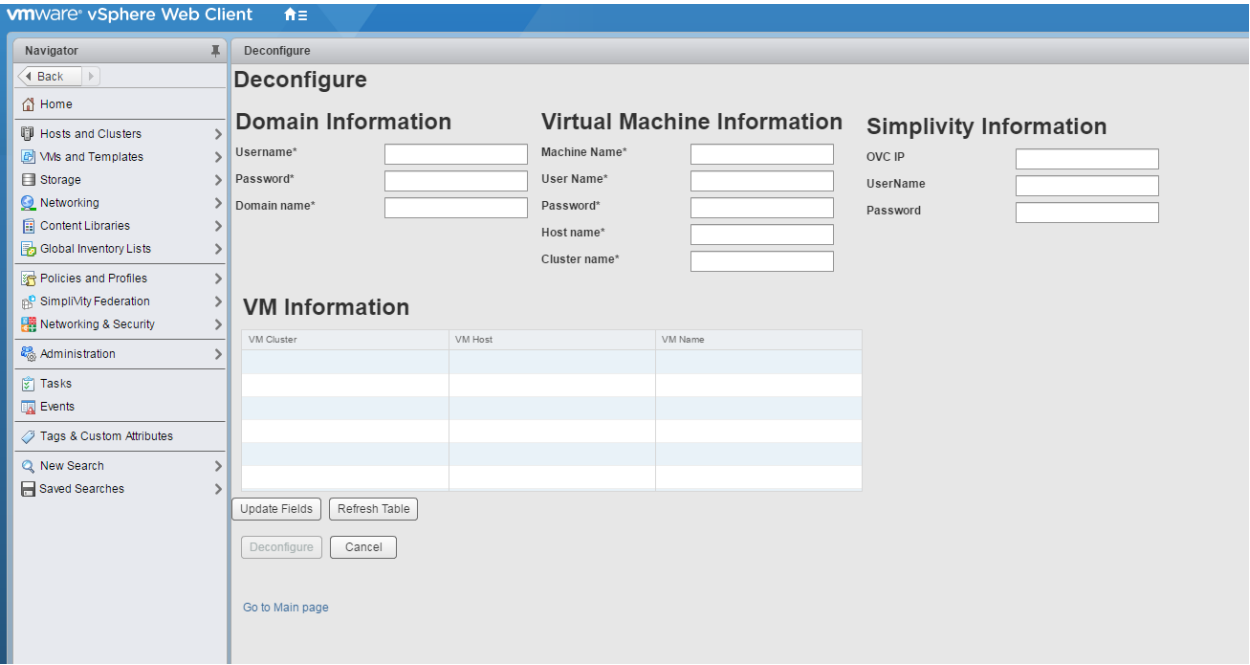 vmware® vSphere Web Client
Navigator
Back
Home
Hosts and Clusters
VMs and Templates
Storage
Networking
Content Libraries
Global Inventory Lists
Policies and Profiles
SimpliVity Federation
Networking & Security
Administration
Tasks
Events
Tags & Custom Attributes
New Search
Saved Searches
Deconfigure
Deconfigure
Domain Information
Username*
Password*
Domain name*
Virtual Machine Information
Machine Name*
User Name*
Password*
Host name*
Cluster name*
Simplivity Information
OVC IP
UserName
Password
VM Information
VM Cluster VM Host VM Name
Update Fields Refresh Table
Deconfigure Cancel
Go to Main page